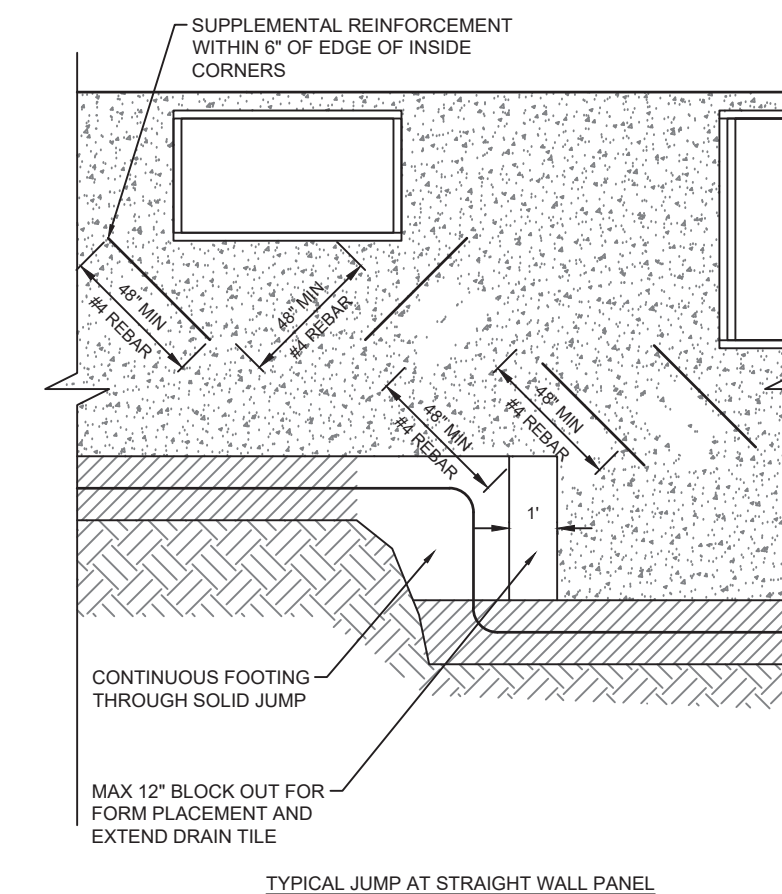 SUPPLEMENTAL REINFORCEMENT
WITHIN 6" OF EDGE OF INSIDE
CORNERS
48" MIN
#4 REBAR
48" MIN
#4 REBAR
48" MIN
#4 REBAR
48" MIN
#4 REBAR
1'
CONTINUOUS FOOTING
THROUGH SOLID JUMP
MAX 12" BLOCK OUT FOR
FORM PLACEMENT AND
EXTEND DRAIN TILE
TYPICAL JUMP AT STRAIGHT WALL PANEL